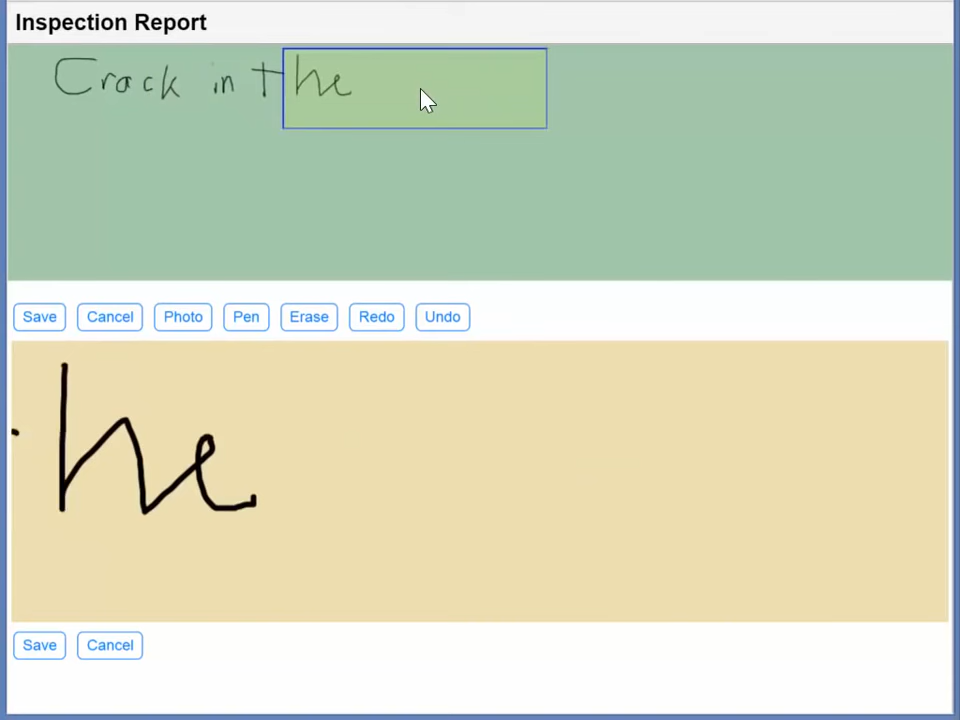 Inspection Report
Crack in the
Save Cancel Photo Pen Erase Redo Undo
he
Save Cancel